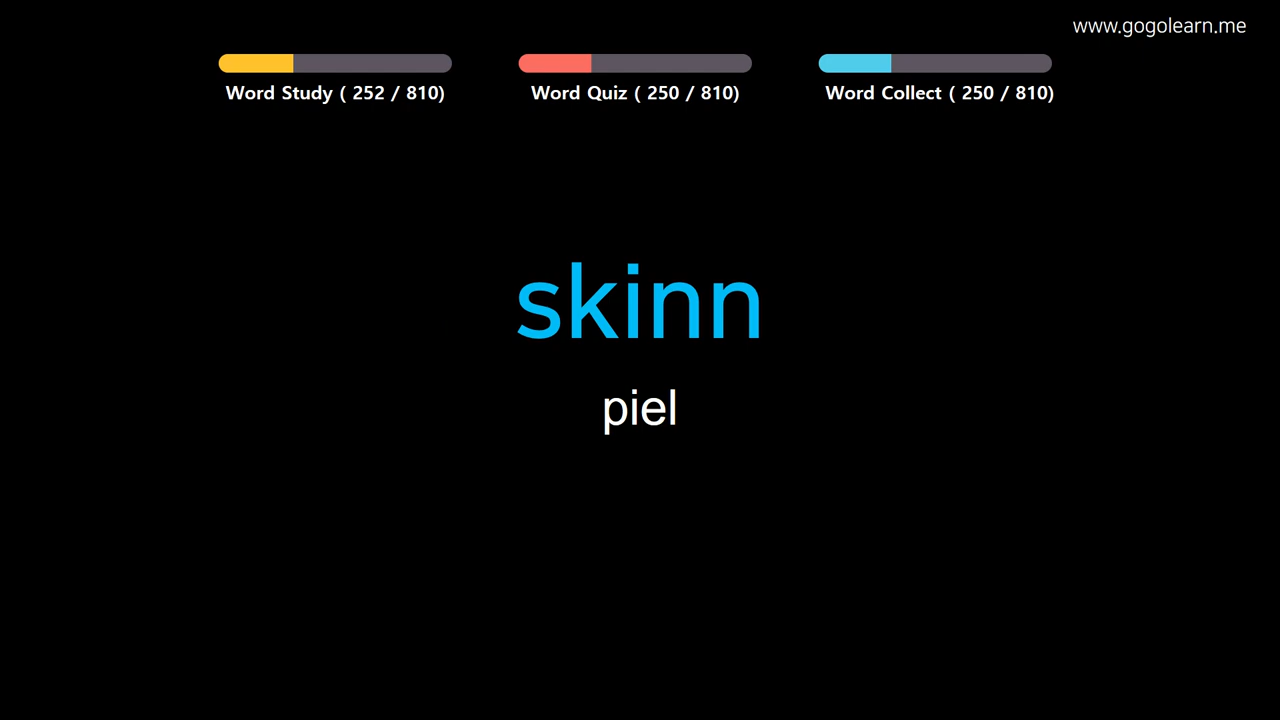 www.gogolearn.me
Word Study ( 252 / 810)
Word Quiz ( 250 / 810)
Word Collect ( 250 / 810)
skinn
piel